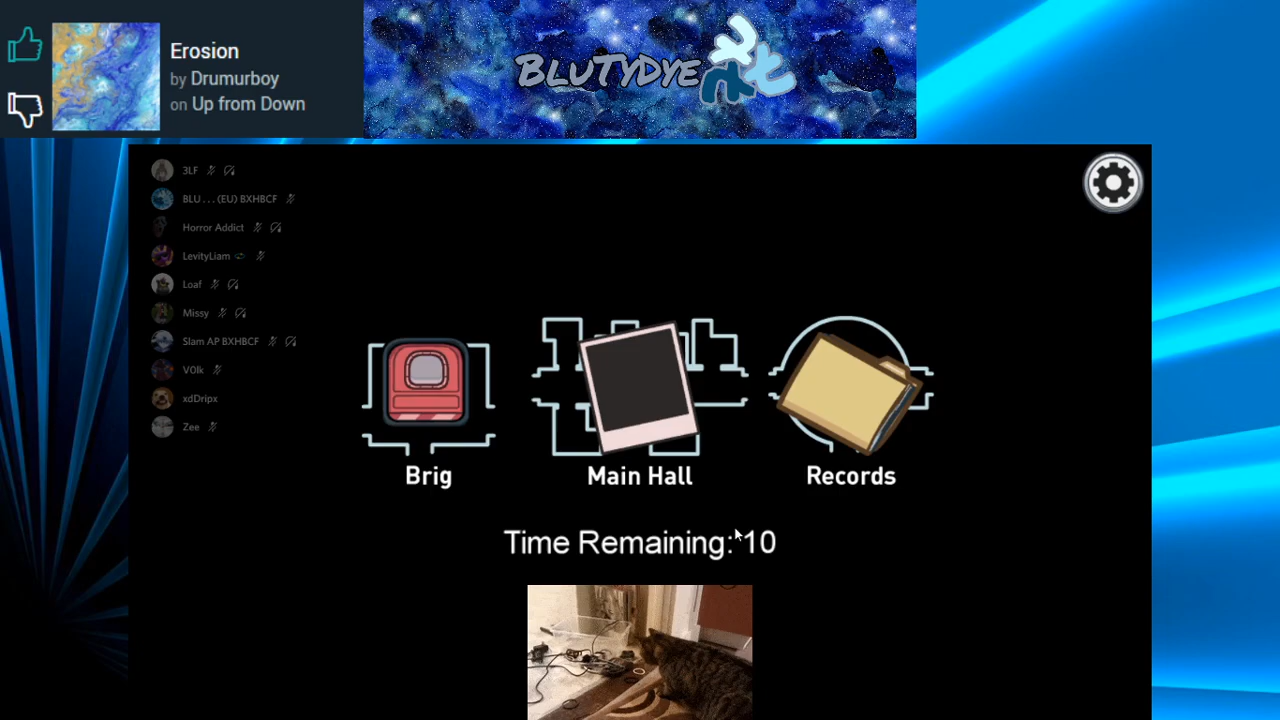 Erosion
by Drumurboy
on Up from Down
BLUTYDYE
3LF
BLU . . . (EU) BXHBCF
Horror Addict
LevityLiam
Loaf
Missy
Slam AP BXHBCF
V0lk
xdDripx
Zee
Brig
Main Hall
Records
Time Remaining: 10